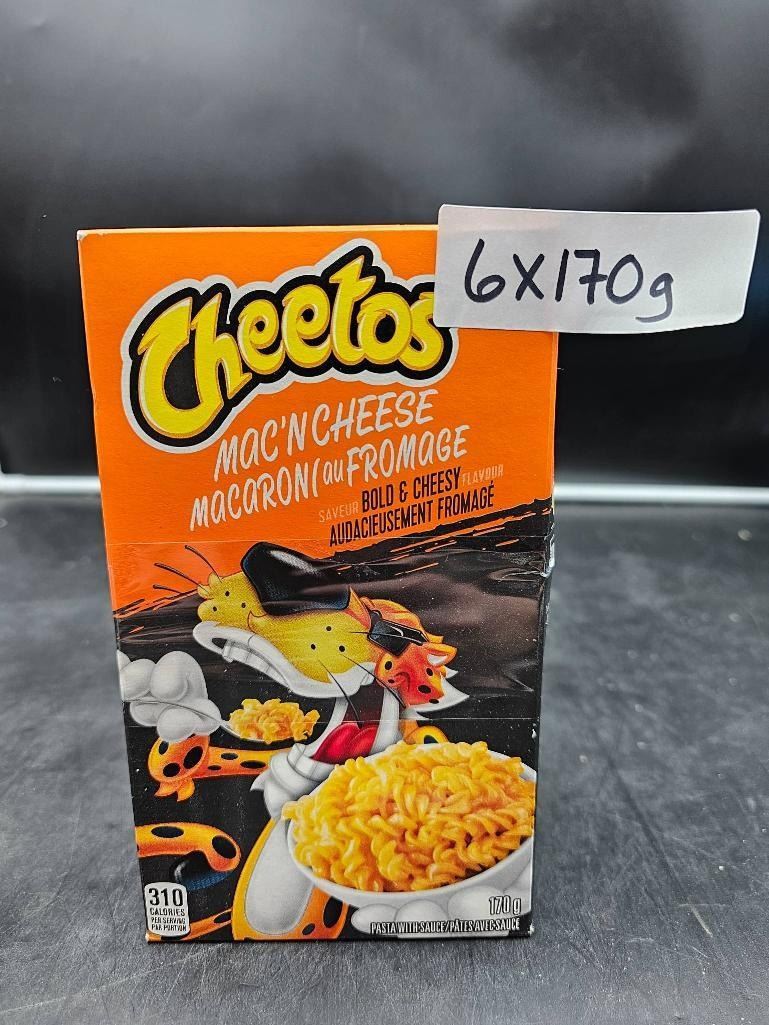 6X170g
Cheetos
MAC'N CHEESE
MACARONI au FROMAGE
SAVEUR BOLD & CHEESY FLAVOUR
AUDACIEUSEMENT FROMAGÉ
310
CALORIES
PER SERVING
PAR PORTION
170 g
PASTA WITH SAUCE/PÂTES AVEC SAUCE